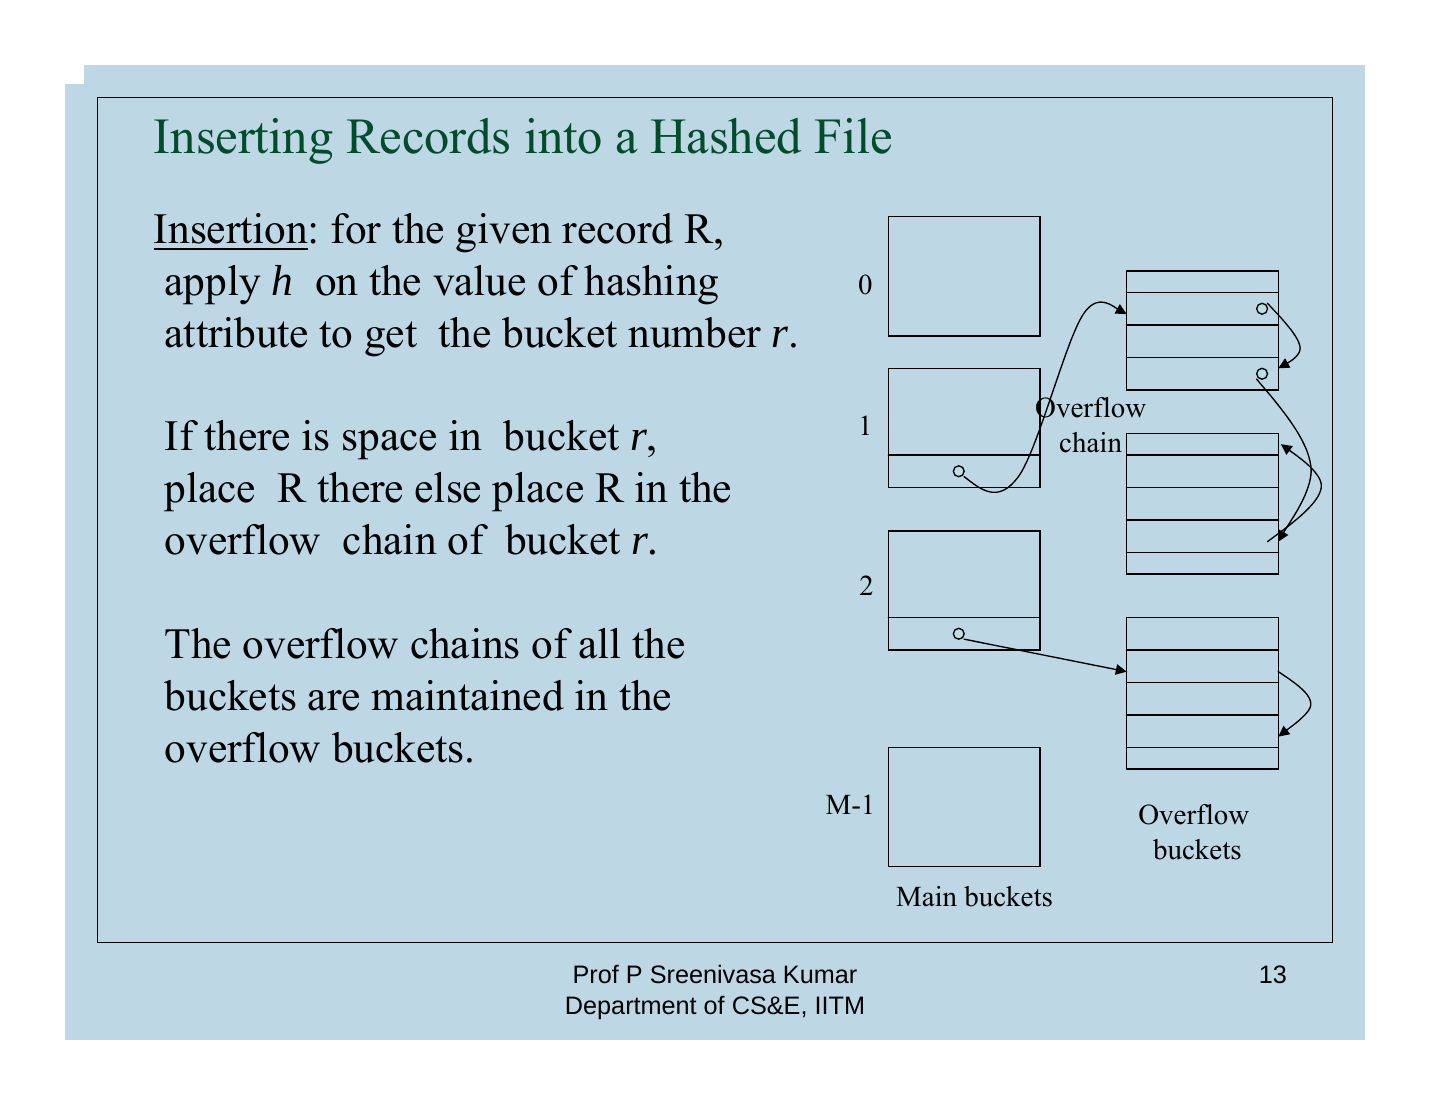 Inserting Records into a Hashed File
Insertion: for the given record R,
apply h on the value of hashing
attribute to get the bucket number r.
If there is space in bucket r,
place R there else place R in the
overflow chain of bucket r.
The overflow chains of all the
buckets are maintained in the
overflow buckets.
0
1
2
M-1
Overflow
chain
Overflow
buckets
Main buckets
Prof P Sreenivasa Kumar
Department of CS&E, IITM
13